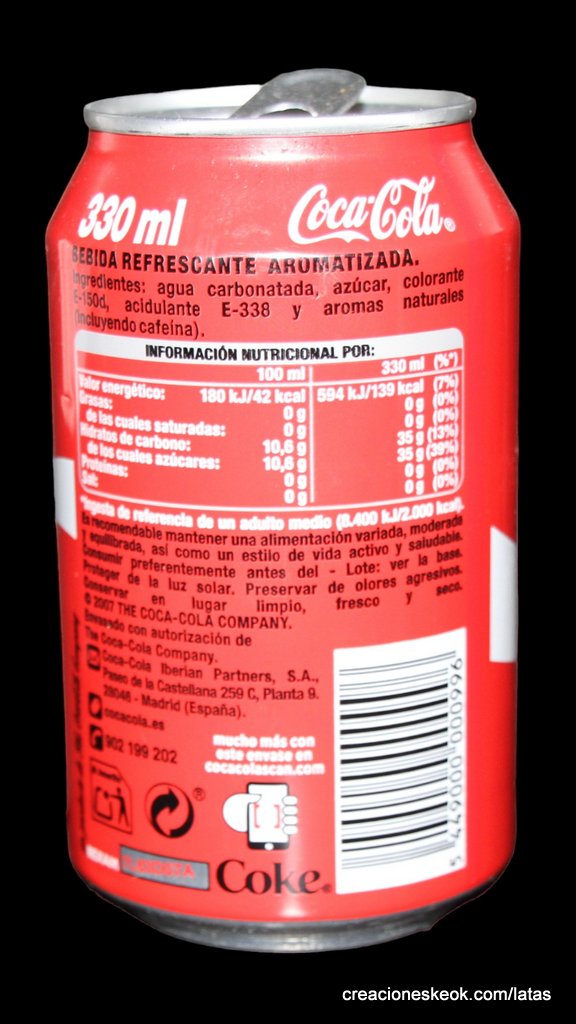 330 ml
Coca-Cola®
BEBIDA REFRESCANTE AROMATIZADA.
Ingredientes: agua carbonatada, azúcar, colorante
E-150d, acidulante E-338 y aromas naturales
(incluyendo cafeína).
INFORMACIÓN NUTRICIONAL POR:
100 ml 330 ml (%*)
Valor energético: 180 kJ/42 kcal 594 kJ/139 kcal (7%)
Grasas: 0 g 0 g (0%)
de las cuales saturadas: 0 g 0 g (0%)
Hidratos de carbono: 10,6 g 35 g (13%)
de los cuales azúcares: 10,6 g 35 g (39%)
Proteínas: 0 g 0 g (0%)
Sal: 0 g 0 g (0%)
*Ingesta de referencia de un adulto medio (8.400 kJ/2.000 kcal).
Es recomendable mantener una alimentación variada, moderada
y equilibrada, así como un estilo de vida activo y saludable.
Consumir preferentemente antes del - Lote: ver la base.
Proteger de la luz solar. Preservar de olores agresivos.
Conservar en lugar limpio, fresco y seco.
© 2007 THE COCA-COLA COMPANY.
Envasado con autorización de
The Coca-Cola Company.
Coca-Cola Iberian Partners, S.A.,
Paseo de la Castellana 259 C, Planta 9.
28046 - Madrid (España).
cocacola.es
902 199 202
mucho más con
este envase en
cocacolascan.com
®
Coke®
5 449000 000996
creacioneskeok.com/latas